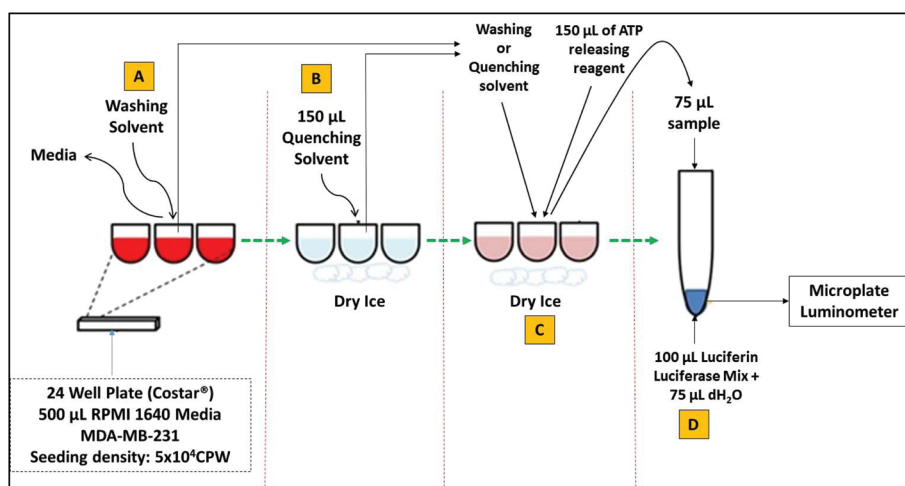 A
Washing
Solvent
Media
B
150 µL
Quenching
Solvent
Dry Ice
Washing
or
Quenching
solvent
150 µL of ATP
releasing
reagent
Dry Ice
C
75 µL
sample
Microplate
Luminometer
100 µL Luciferin
Luciferase Mix +
75 µL dH₂O
D
24 Well Plate (Costar®)
500 µL RPMI 1640 Media
MDA-MB-231
Seeding density: 5x10⁴CPW